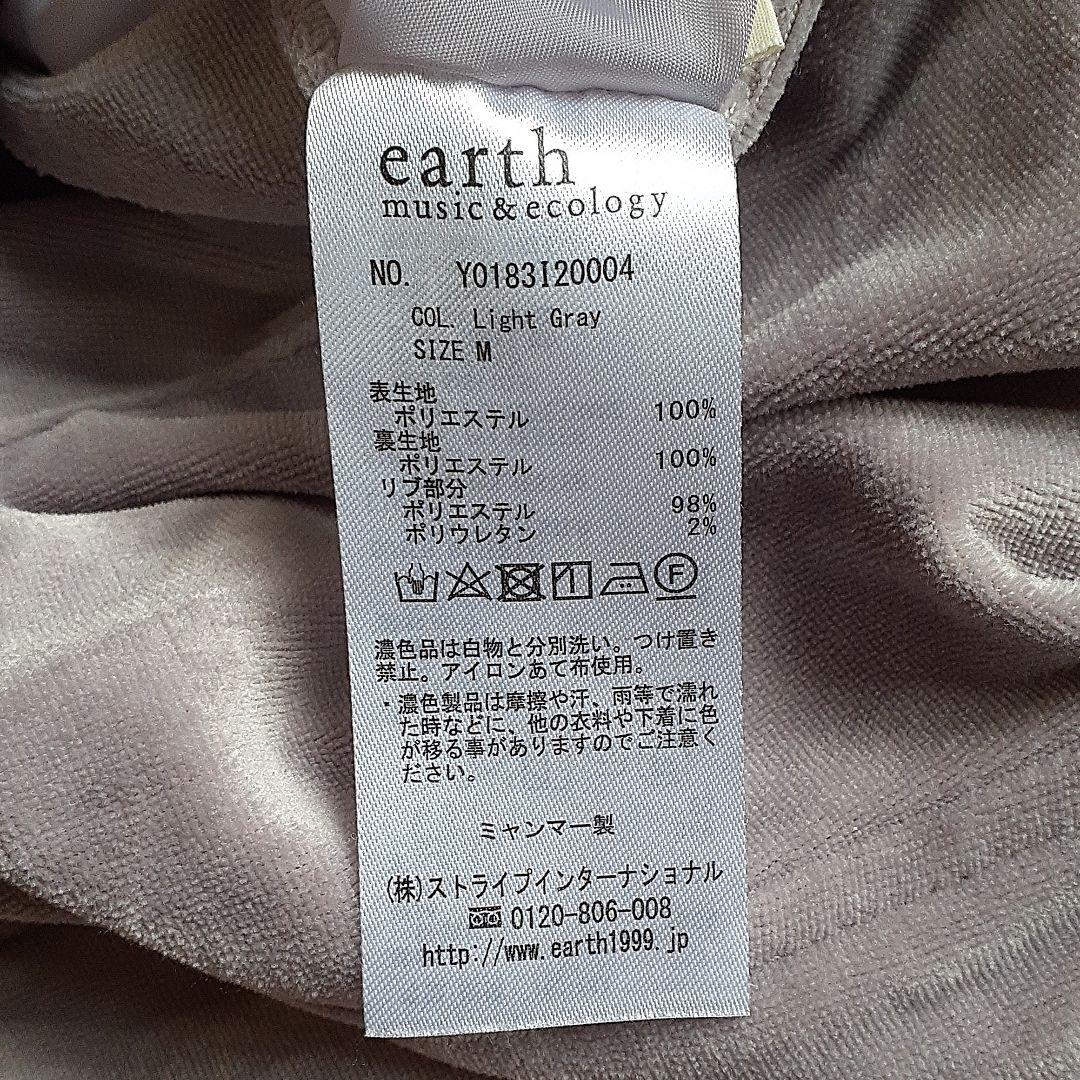 earth
music & ecology
NO. Y0183I20004
COL. Light Gray
SIZE M
表生地
ポリエステル 100%
裏生地
ポリエステル 100%
リブ部分
ポリエステル 98%
ポリウレタン 2%
F
濃色品は白物と分別洗い。つけ置き
禁止。アイロンあて布使用。
・濃色製品は摩擦や汗、雨等で濡れ
た時などに、他の衣料や下着に色
が移る事がありますのでご注意く
ださい。
ミャンマー製
(株)ストライプインターナショナル
0120-806-008
http://www.earth1999.jp